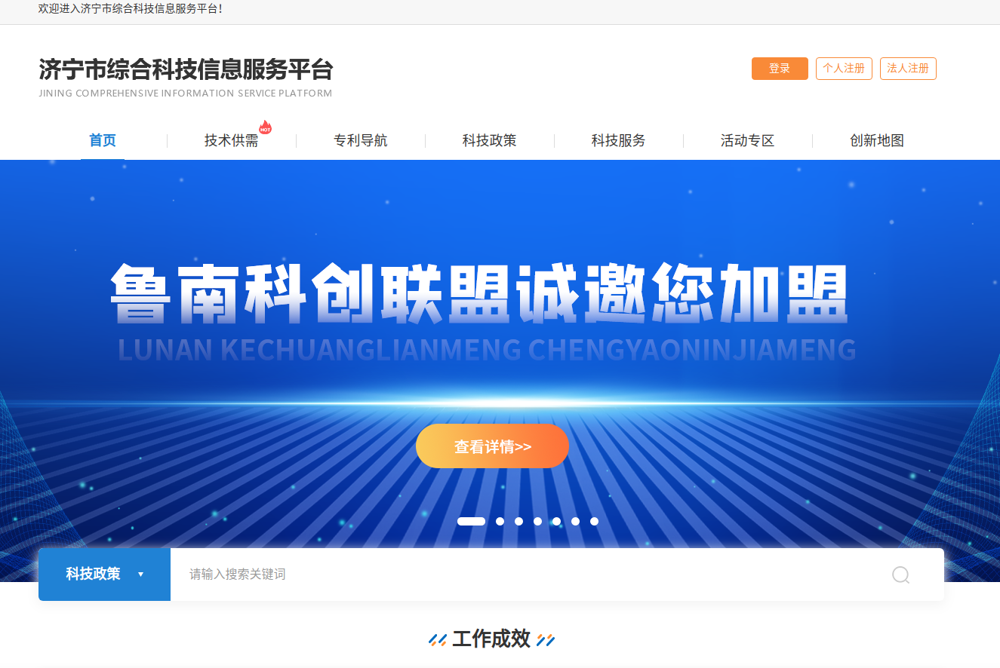 欢迎进入济宁市综合科技信息服务平台！
济宁市综合科技信息服务平台
JINING COMPREHENSIVE INFORMATION SERVICE PLATFORM
登录 个人注册 法人注册
首页 技术供需 HOT 专利导航 科技政策 科技服务 活动专区 创新地图
鲁南科创联盟诚邀您加盟
LUNAN KECHUANGLIANMENG CHENGYAONINJIAMENG
查看详情>>
科技政策 请输入搜索关键词
工作成效